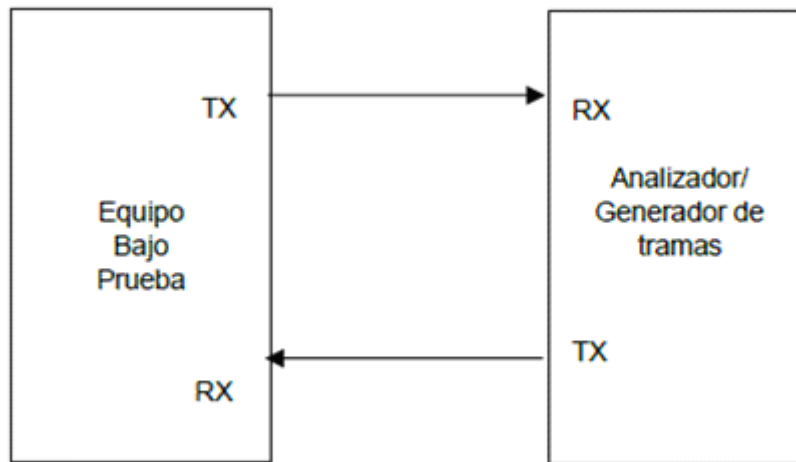 TX
RX
Equipo
Bajo
Prueba
Analizador/
Generador de
tramas
RX
TX